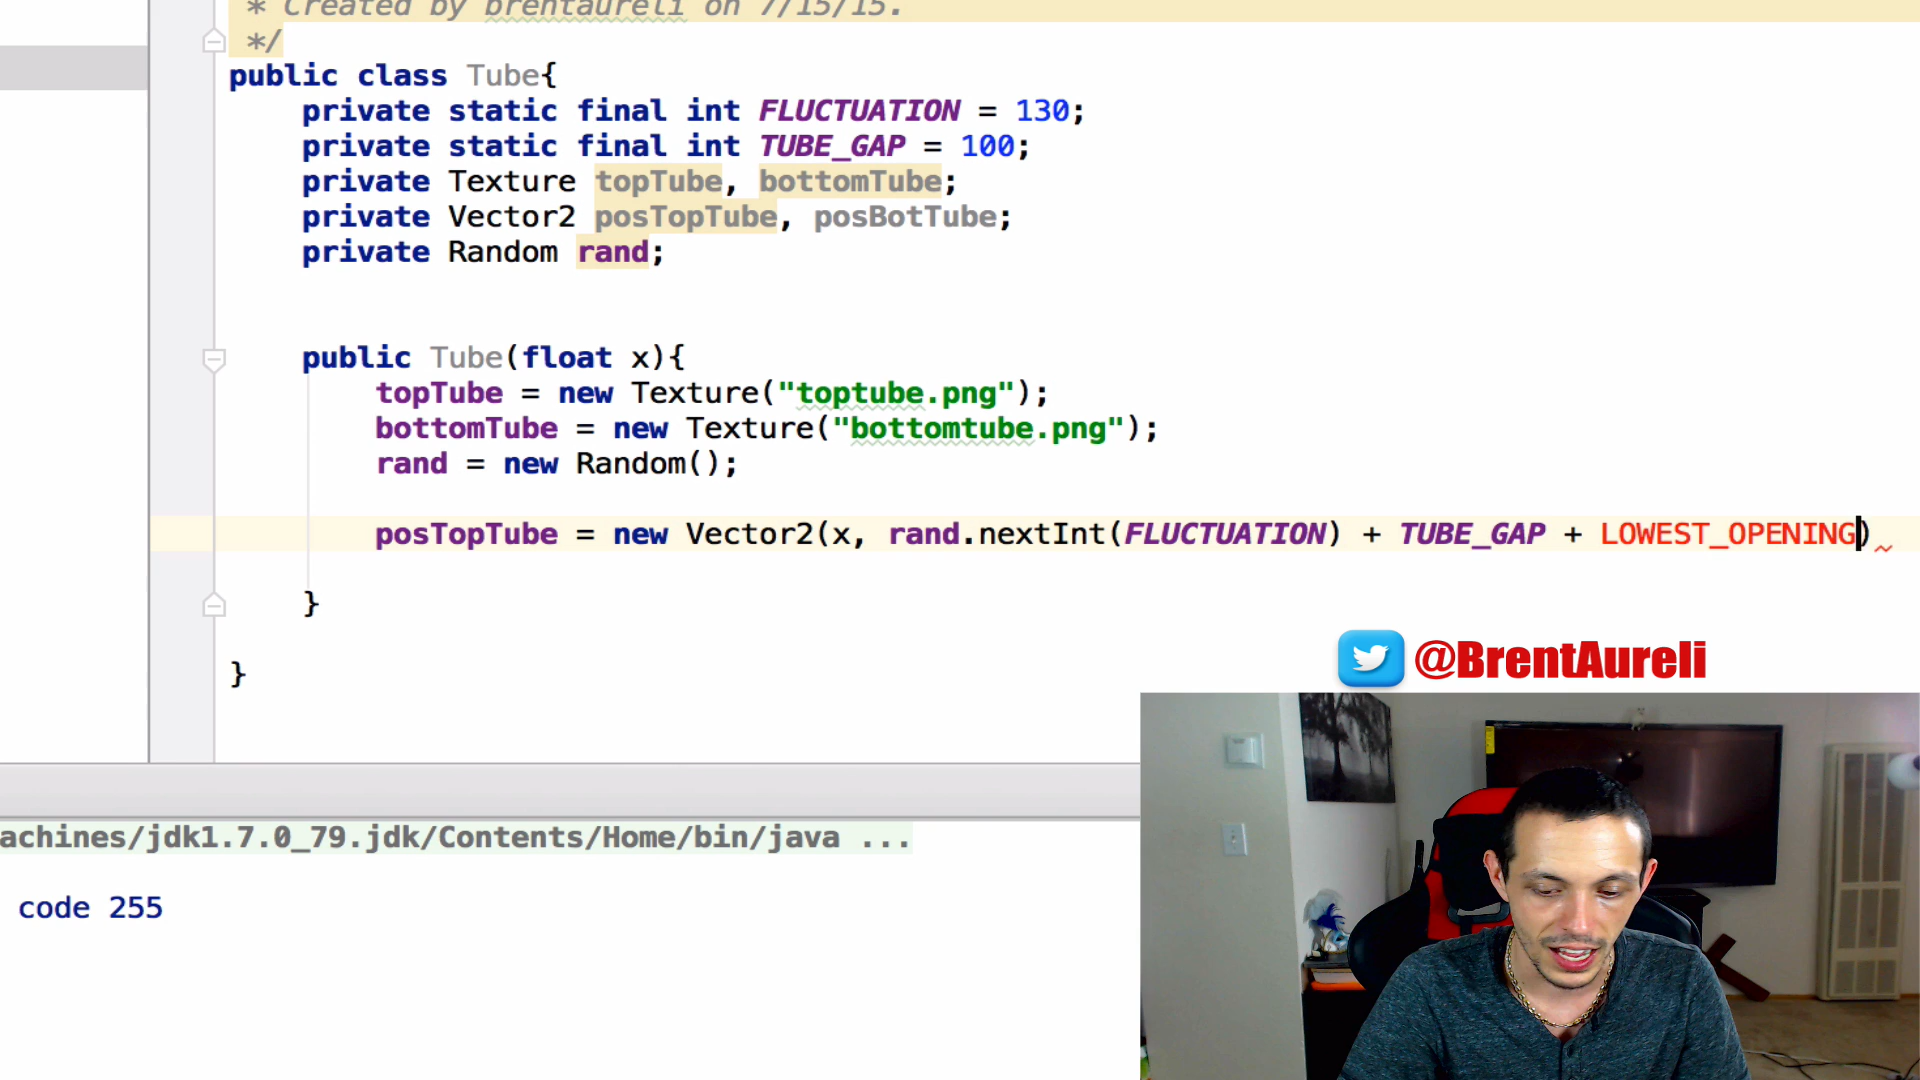 * Created by brentaureli on 7/15/15.
*/
public class Tube{
private static final int FLUCTUATION = 130;
private static final int TUBE_GAP = 100;
private Texture topTube, bottomTube;
private Vector2 posTopTube, posBotTube;
private Random rand;
public Tube(float x){
topTube = new Texture("toptube.png");
bottomTube = new Texture("bottomtube.png");
rand = new Random();
posTopTube = new Vector2(x, rand.nextInt(FLUCTUATION) + TUBE_GAP + LOWEST_OPENING)
}
}
@BrentAureli
achines/jdk1.7.0_79.jdk/Contents/Home/bin/java ...
code 255